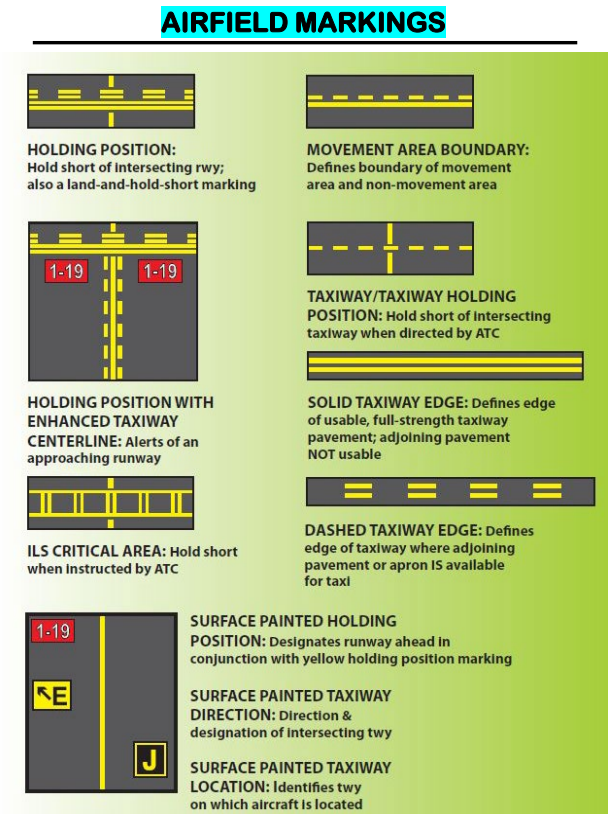 AIRFIELD MARKINGS
HOLDING POSITION:
Hold short of intersecting rwy;
also a land-and-hold-short marking
MOVEMENT AREA BOUNDARY:
Defines boundary of movement
area and non-movement area
1-19
1-19
HOLDING POSITION WITH
ENHANCED TAXIWAY
CENTERLINE: Alerts of an
approaching runway
TAXIWAY/TAXIWAY HOLDING
POSITION: Hold short of intersecting
taxiway when directed by ATC
SOLID TAXIWAY EDGE: Defines edge
of usable, full-strength taxiway
pavement; adjoining pavement
NOT usable
ILS CRITICAL AREA: Hold short
when instructed by ATC
DASHED TAXIWAY EDGE: Defines
edge of taxiway where adjoining
pavement or apron IS available
for taxi
1-19
E
J
SURFACE PAINTED HOLDING
POSITION: Designates runway ahead in
conjunction with yellow holding position marking
SURFACE PAINTED TAXIWAY
DIRECTION: Direction &
designation of intersecting twy
SURFACE PAINTED TAXIWAY
LOCATION: Identifies twy
on which aircraft is located